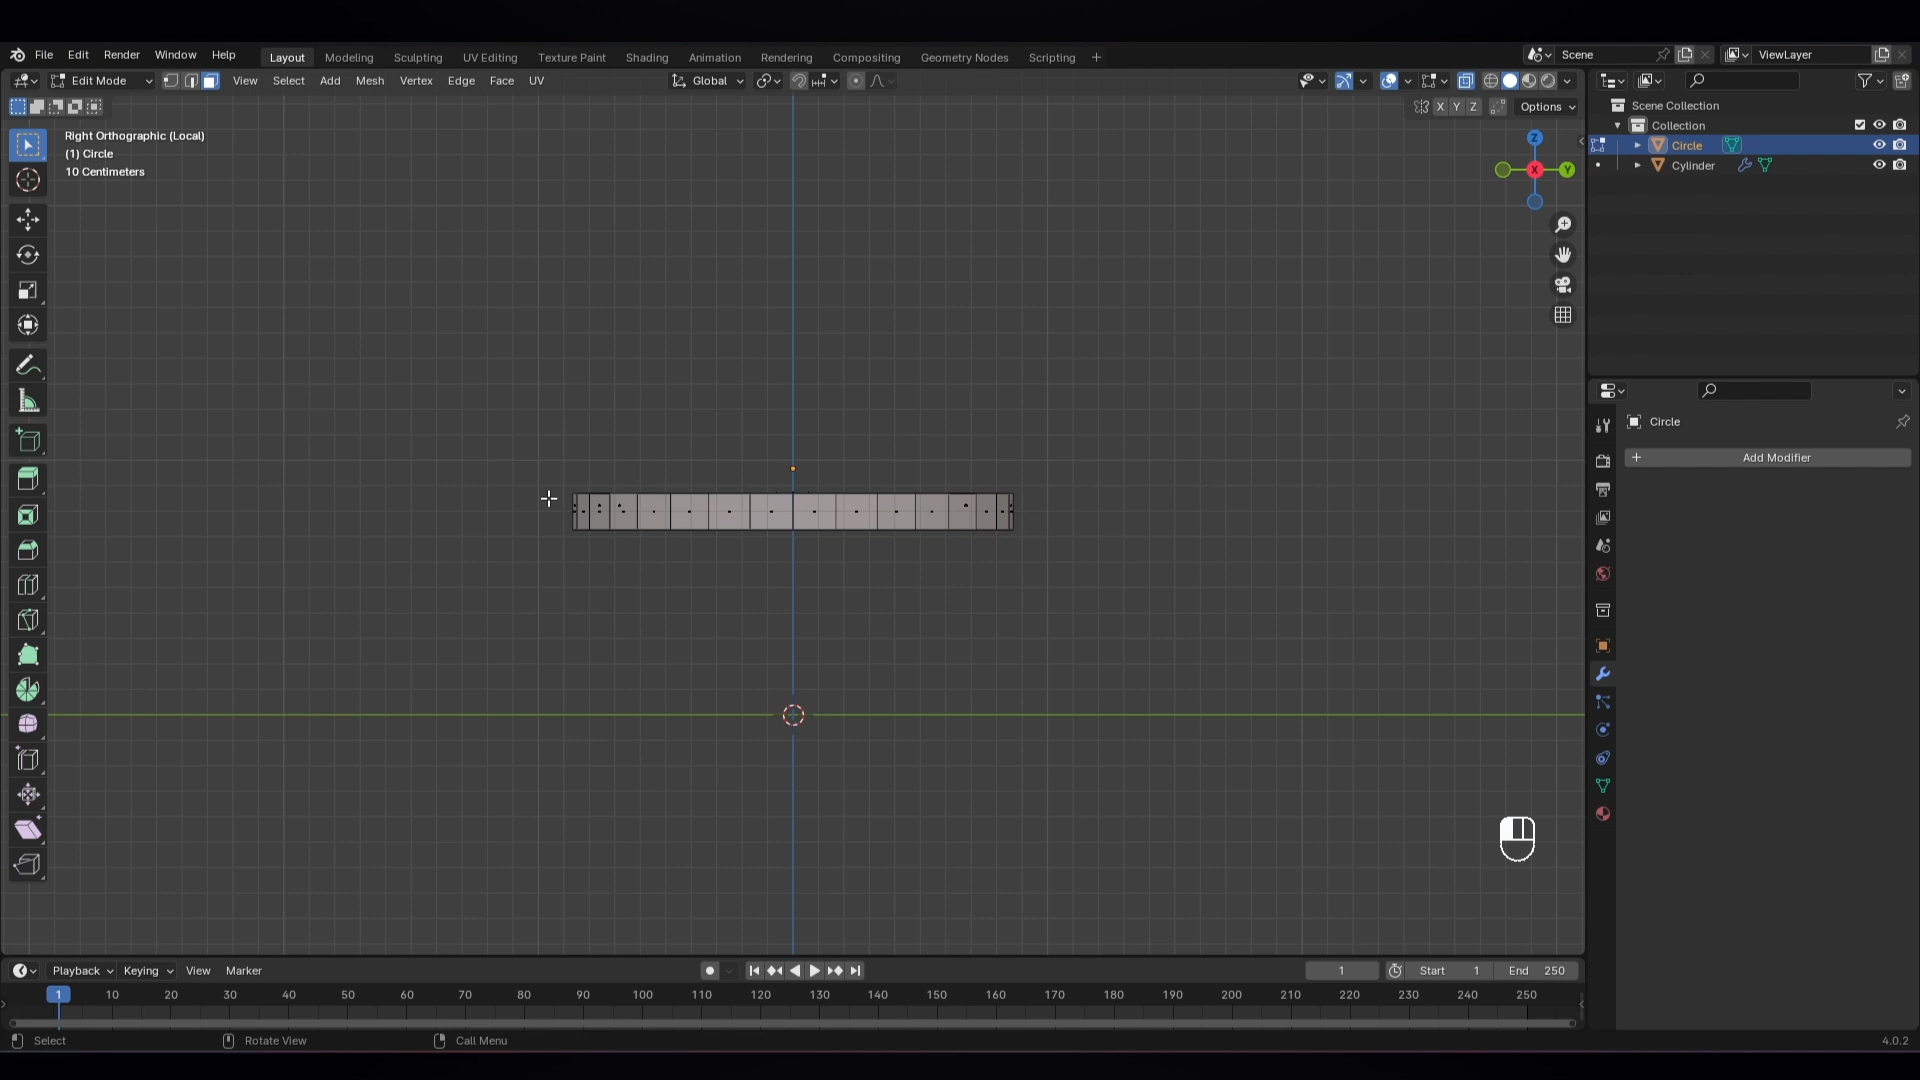 File Edit Render Window Help Layout Modeling Sculpting UV Editing Texture Paint Shading Animation Rendering Compositing Geometry Nodes Scripting + Scene ViewLayer
Edit Mode View Select Add Mesh Vertex Edge Face UV Global
X Y Z Options
Right Orthographic (Local)
(1) Circle
10 Centimeters
Z
X
Y
Scene Collection
Collection
Circle
Cylinder
Circle
+ Add Modifier
Playback Keying View Marker 1 Start 1 End 250
1 10 20 30 40 50 60 70 80 90 100 110 120 130 140 150 160 170 180 190 200 210 220 230 240 250
Select Rotate View Call Menu 4.0.2